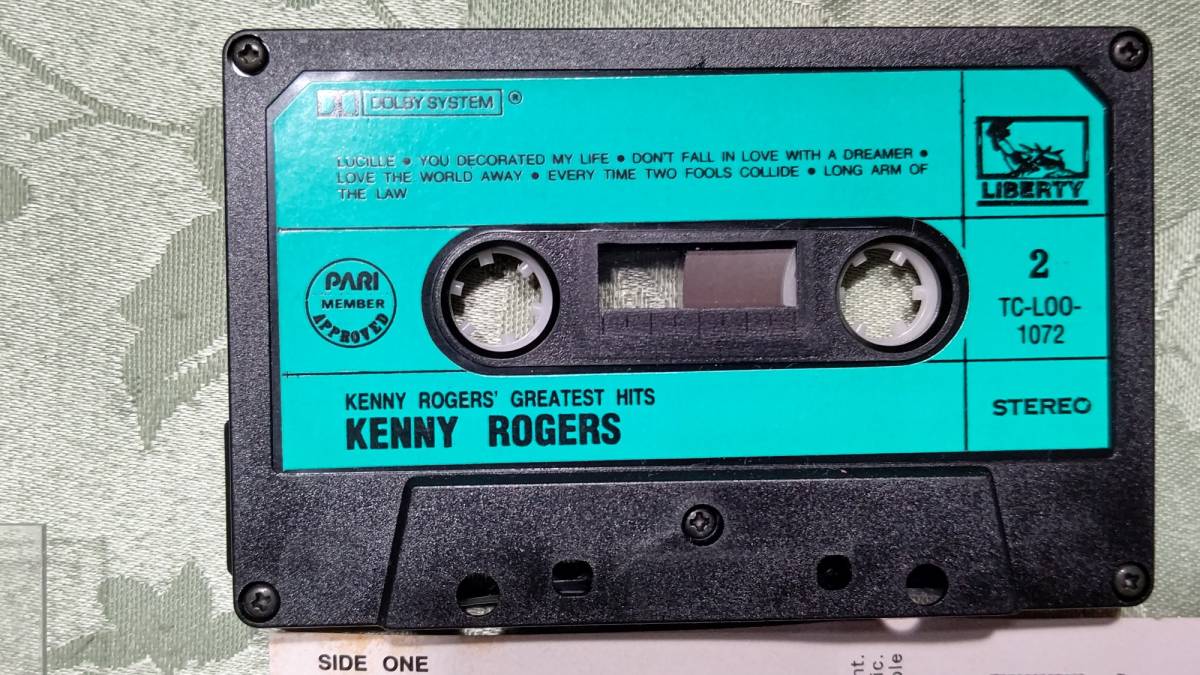 DOLBY SYSTEM ®
LUCILLE • YOU DECORATED MY LIFE • DON'T FALL IN LOVE WITH A DREAMER •
LOVE THE WORLD AWAY • EVERY TIME TWO FOOLS COLLIDE • LONG ARM OF
THE LAW
LIBERTY
PARI
MEMBER
APPROVED
2
TC-LOO-
1072
KENNY ROGERS' GREATEST HITS
KENNY ROGERS
STEREO
SIDE ONE